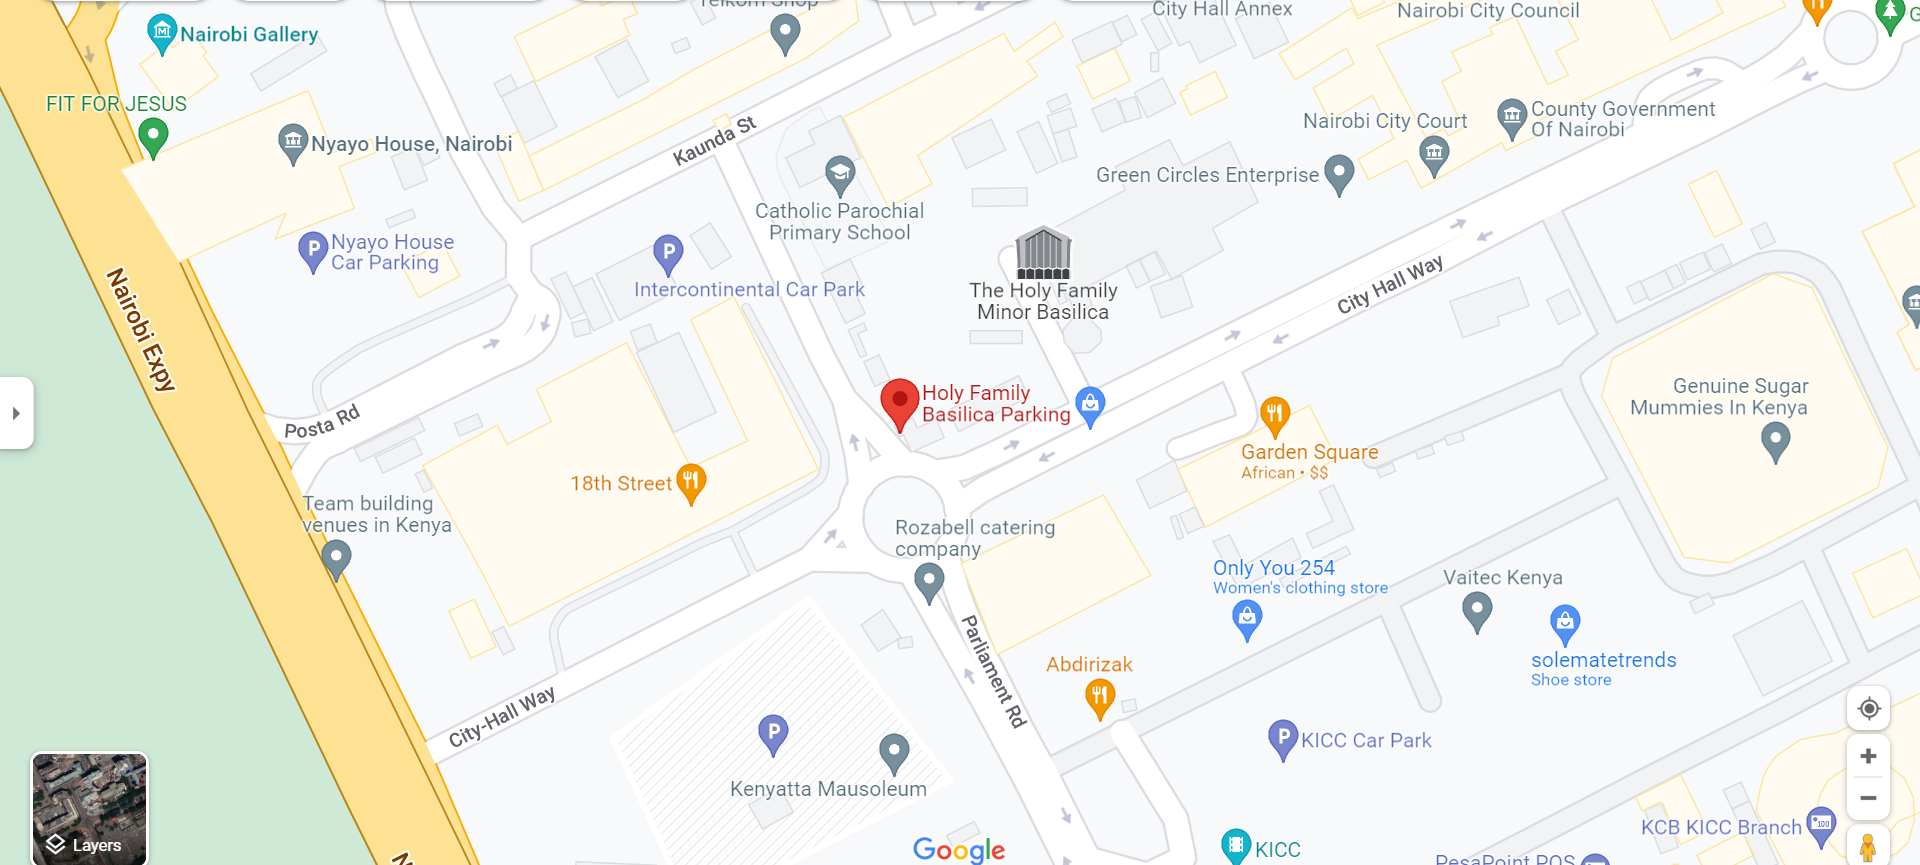 Telkom Shop
City Hall Annex
Nairobi City Council
Nairobi Gallery
G
FIT FOR JESUS
Nyayo House, Nairobi
Kaunda St
Nairobi City Court
County Government
Of Nairobi
Green Circles Enterprise
Catholic Parochial
Primary School
Nyayo House
Car Parking
P
P
Intercontinental Car Park
The Holy Family
Minor Basilica
City Hall Way
Nairobi Expy
Holy Family
Basilica Parking
Genuine Sugar
Mummies In Kenya
Posta Rd
Garden Square
African • $$
18th Street
Team building
venues in Kenya
Rozabell catering
company
Only You 254
Women's clothing store
Vaitec Kenya
Parliament Rd
Abdirizak
solematetrends
Shoe store
City-Hall Way
P
P
KICC Car Park
Kenyatta Mausoleum
KCB KICC Branch
100
Layers
Google
KICC
PesaPoint POS
N